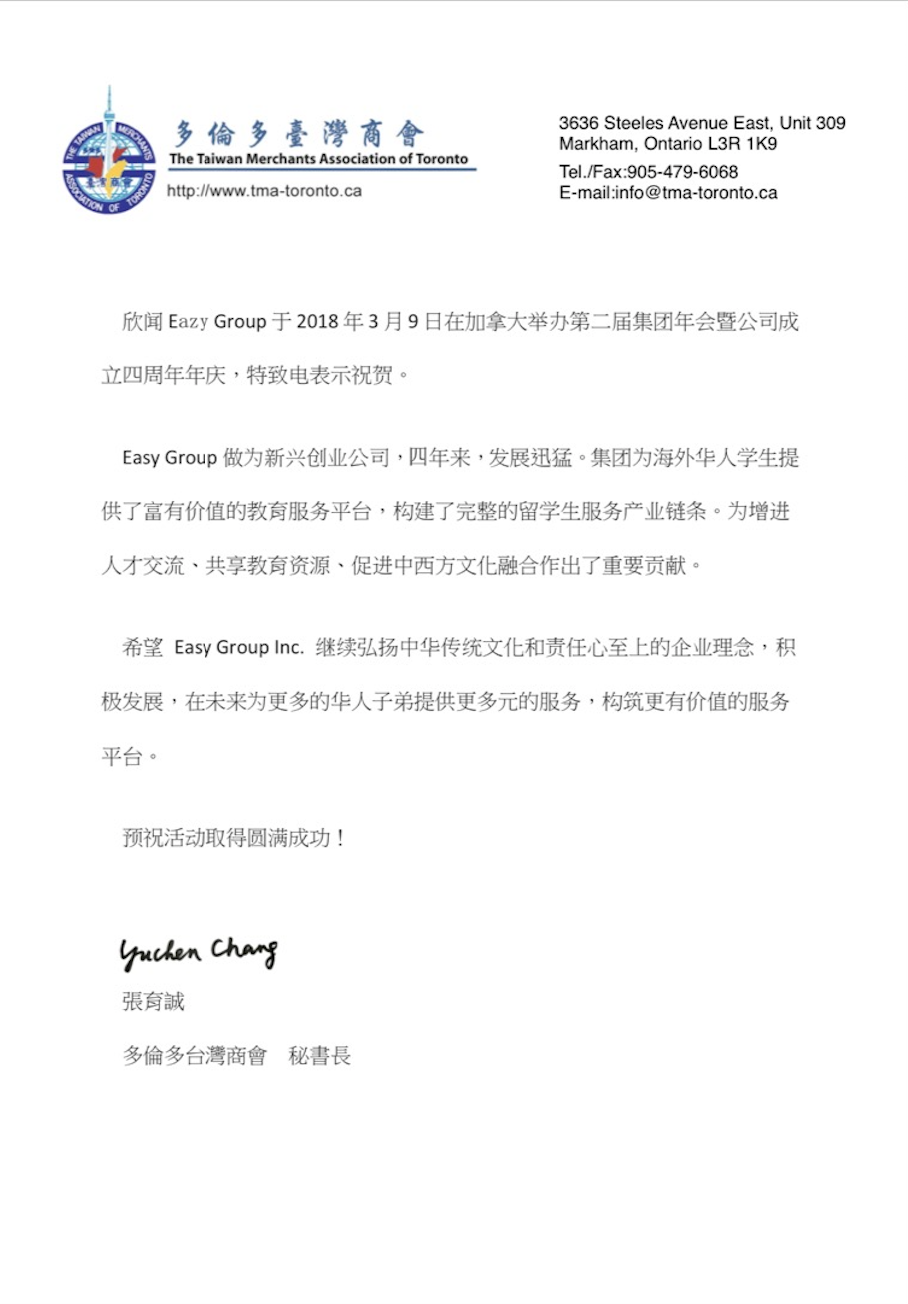 THE TAIWAN MERCHANTS ASSOCIATION OF TORONTO
臺灣商會
多倫多臺灣商會
The Taiwan Merchants Association of Toronto
http://www.tma-toronto.ca
3636 Steeles Avenue East, Unit 309
Markham, Ontario L3R 1K9
Tel./Fax:905-479-6068
E-mail:info@tma-toronto.ca
欣闻 Eazy Group 于 2018 年 3 月 9 日在加拿大举办第二届集团年会暨公司成
立四周年年庆，特致电表示祝贺。
Easy Group 做为新兴创业公司，四年来，发展迅猛。集团为海外华人学生提
供了富有价值的教育服务平台，构建了完整的留学生服务产业链条。为增进
人才交流、共享教育资源、促进中西方文化融合作出了重要贡献。
希望 Easy Group Inc. 继续弘扬中华传统文化和责任心至上的企业理念，积
极发展，在未来为更多的华人子弟提供更多元的服务，构筑更有价值的服务
平台。
预祝活动取得圆满成功！
Yuchen Chang
張育誠
多倫多台灣商會　秘書長